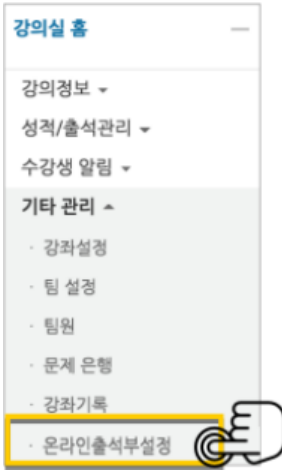 강의실 홈
강의정보
성적/출석관리
수강생 알림
기타 관리
· 강좌설정
· 팀 설정
· 팀원
· 문제 은행
· 강좌기록
· 온라인출석부설정